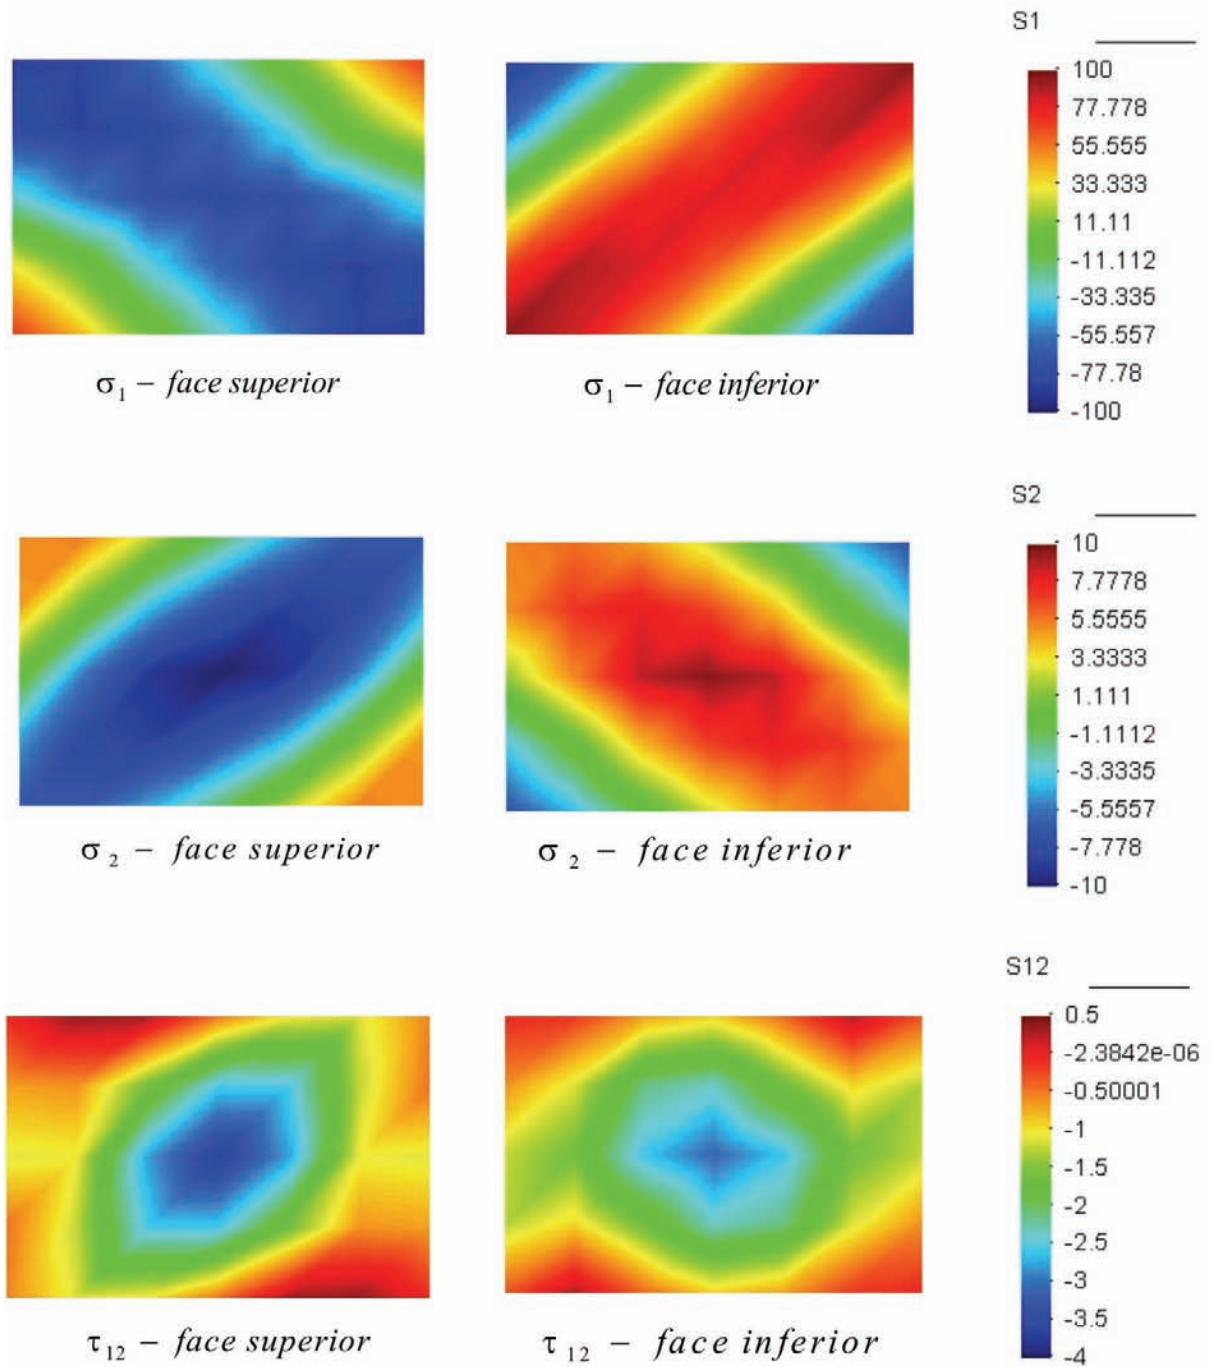 S1
100
77.778
55.555
33.333
11.11
-11.112
-33.335
-55.557
-77.78
-100
σ₁ – face superior
σ₁ – face inferior
S2
10
7.7778
5.5555
3.3333
1.111
-1.1112
-3.3335
-5.5557
-7.778
-10
σ₂ – face superior
σ₂ – face inferior
S12
0.5
-2.3842e-06
-0.50001
-1
-1.5
-2
-2.5
-3
-3.5
-4
τ₁₂ – face superior
τ₁₂ – face inferior